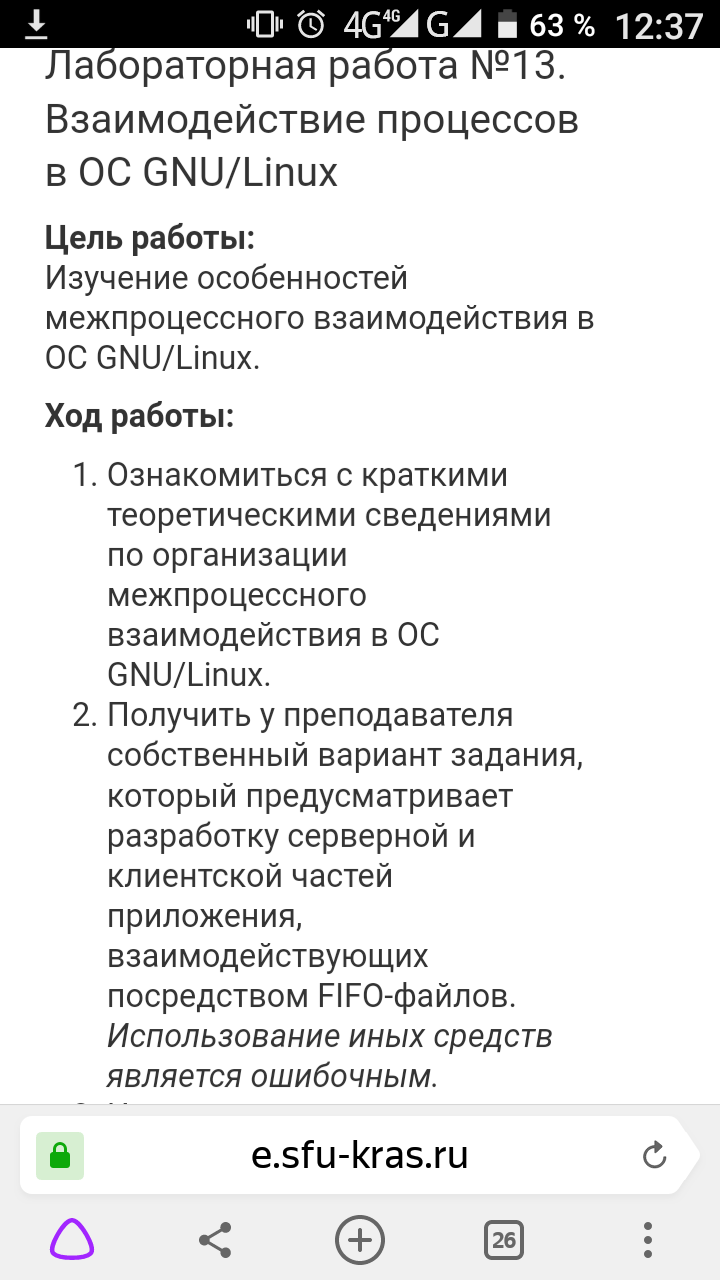 4G 4G G 63 % 12:37
Лабораторная работа №13.
Взаимодействие процессов
в ОС GNU/Linux
Цель работы:
Изучение особенностей
межпроцессного взаимодействия в
ОС GNU/Linux.
Ход работы:
1. Ознакомиться с краткими
теоретическими сведениями
по организации
межпроцессного
взаимодействия в ОС
GNU/Linux.
2. Получить у преподавателя
собственный вариант задания,
который предусматривает
разработку серверной и
клиентской частей
приложения,
взаимодействующих
посредством FIFO-файлов.
Использование иных средств
является ошибочным.
e.sfu-kras.ru
26